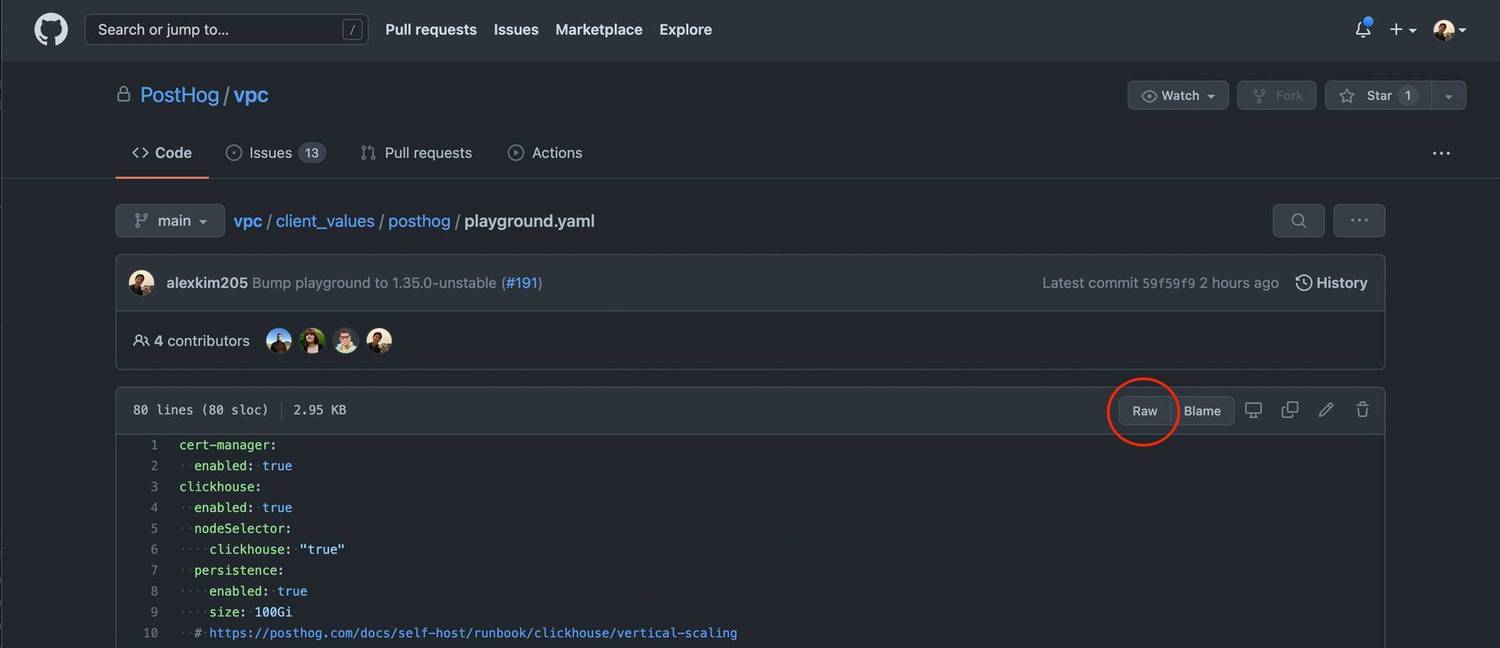 Search or jump to... / Pull requests Issues Marketplace Explore
PostHog / vpc Watch Fork Star 1
Code Issues 13 Pull requests Actions ...
main vpc / client_values / posthog / playground.yaml ...
alexkim205 Bump playground to 1.35.0-unstable (#191) Latest commit 59f59f9 2 hours ago History
4 contributors
80 lines (80 sloc) 2.95 KB Raw Blame
1 cert-manager:
2 ··enabled:·true
3 clickhouse:
4 ··enabled:·true
5 ··nodeSelector:
6 ····clickhouse:·"true"
7 ··persistence:
8 ····enabled:·true
9 ····size:·100Gi
10 ··#·https://posthog.com/docs/self-host/runbook/clickhouse/vertical-scaling